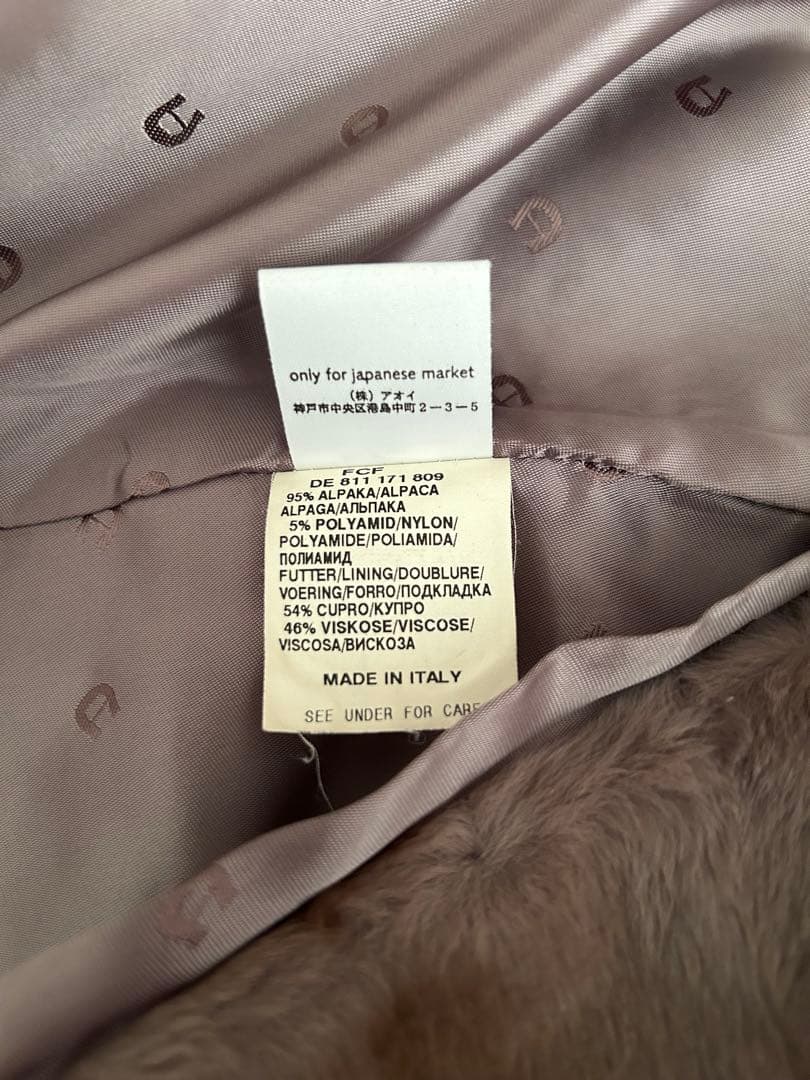 only for japanese market
(株) アオイ
神戸市中央区港島中町2-3-5
FCF
DE 811 171 809
95% ALPAKA/ALPACA
ALPAGA/АЛЬПАКА
5% POLYAMID/NYLON/
POLYAMIDE/POLIAMIDA/
ПОЛИАМИД
FUTTER/LINING/DOUBLURE/
VOERING/FORRO/ПОДКЛАДКА
54% CUPRO/КУПРО
46% VISKOSE/VISCOSE/
VISCOSA/ВИСКОЗА
MADE IN ITALY
SEE UNDER FOR CARE